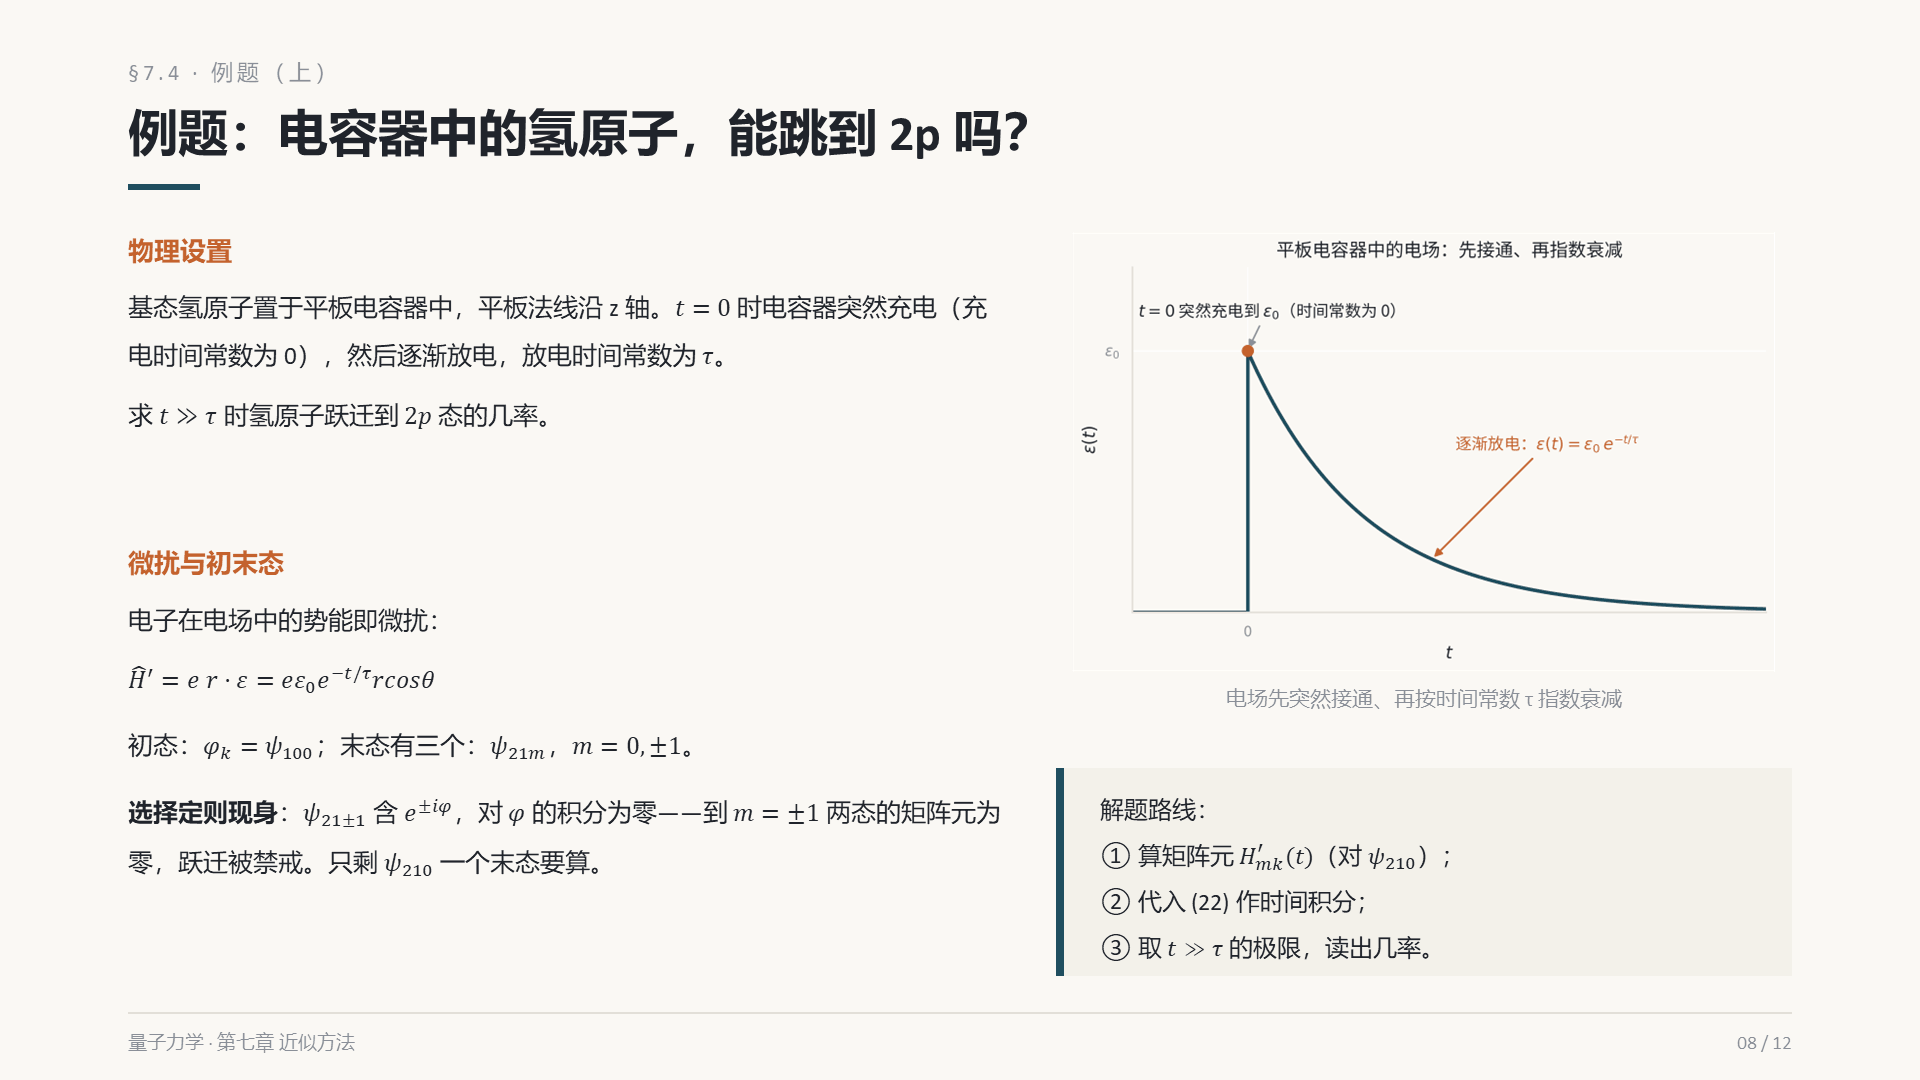 §7.4 · 例题（上）
例题：电容器中的氢原子，能跳到 2p 吗？
物理设置
基态氢原子置于平板电容器中，平板法线沿 z 轴。t = 0 时电容器突然充电（充
电时间常数为 0），然后逐渐放电，放电时间常数为 τ。
求 t ≫ τ 时氢原子跃迁到 2p 态的几率。
微扰与初末态
电子在电场中的势能即微扰：
Ĥ′ = e r · ε = eε₀e^{−t/τ}rcosθ
初态：φₖ = ψ₁₀₀；末态有三个：ψ₂₁ₘ，m = 0, ±1。
选择定则现身：ψ₂₁±₁ 含 e^{±iφ}，对 φ 的积分为零——到 m = ±1 两态的矩阵元为
零，跃迁被禁戒。只剩 ψ₂₁₀ 一个末态要算。
平板电容器中的电场：先接通、再指数衰减
t = 0 突然充电到 ε₀（时间常数为 0）
ε₀
ε(t)
逐渐放电：ε(t) = ε₀ e^{−t/τ}
0
t
电场先突然接通、再按时间常数 τ 指数衰减
解题路线：
① 算矩阵元 H′ₘₖ(t)（对 ψ₂₁₀）；
② 代入 (22) 作时间积分；
③ 取 t ≫ τ 的极限，读出几率。
量子力学 · 第七章 近似方法
08 / 12